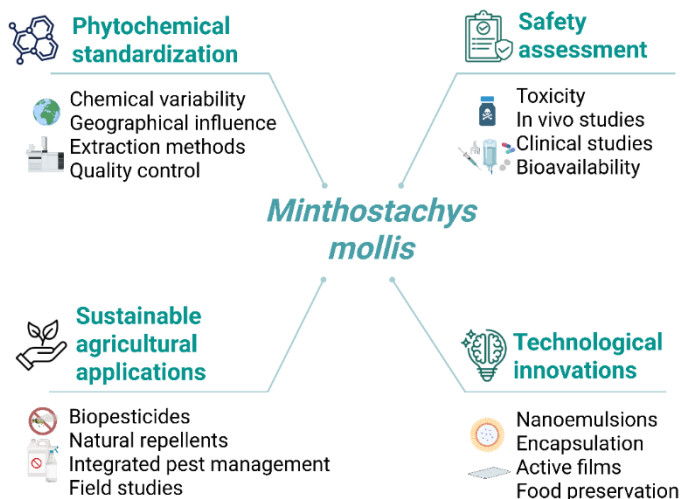 Phytochemical
standardization
Chemical variability
Geographical influence
Extraction methods
Quality control
Safety
assessment
Toxicity
In vivo studies
Clinical studies
Bioavailability
Minthostachys
mollis
Sustainable
agricultural
applications
Biopesticides
Natural repellents
Integrated pest management
Field studies
Technological
innovations
Nanoemulsions
Encapsulation
Active films
Food preservation